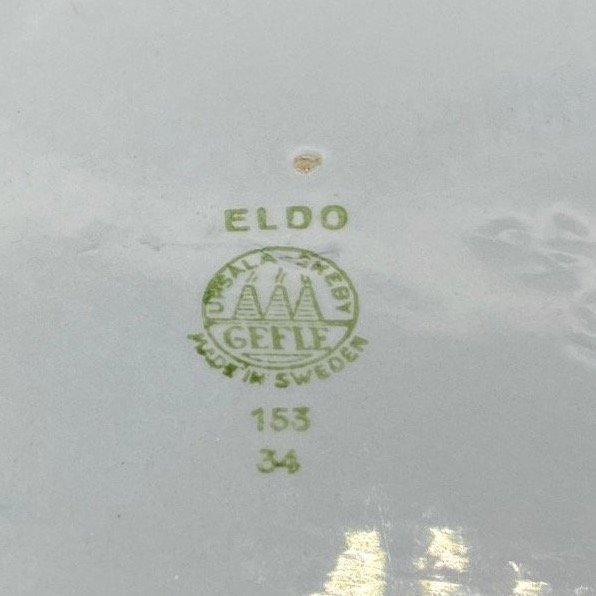 ELDO
UPSALA-EKEBY
GEFLE
MADE IN SWEDEN
153
34